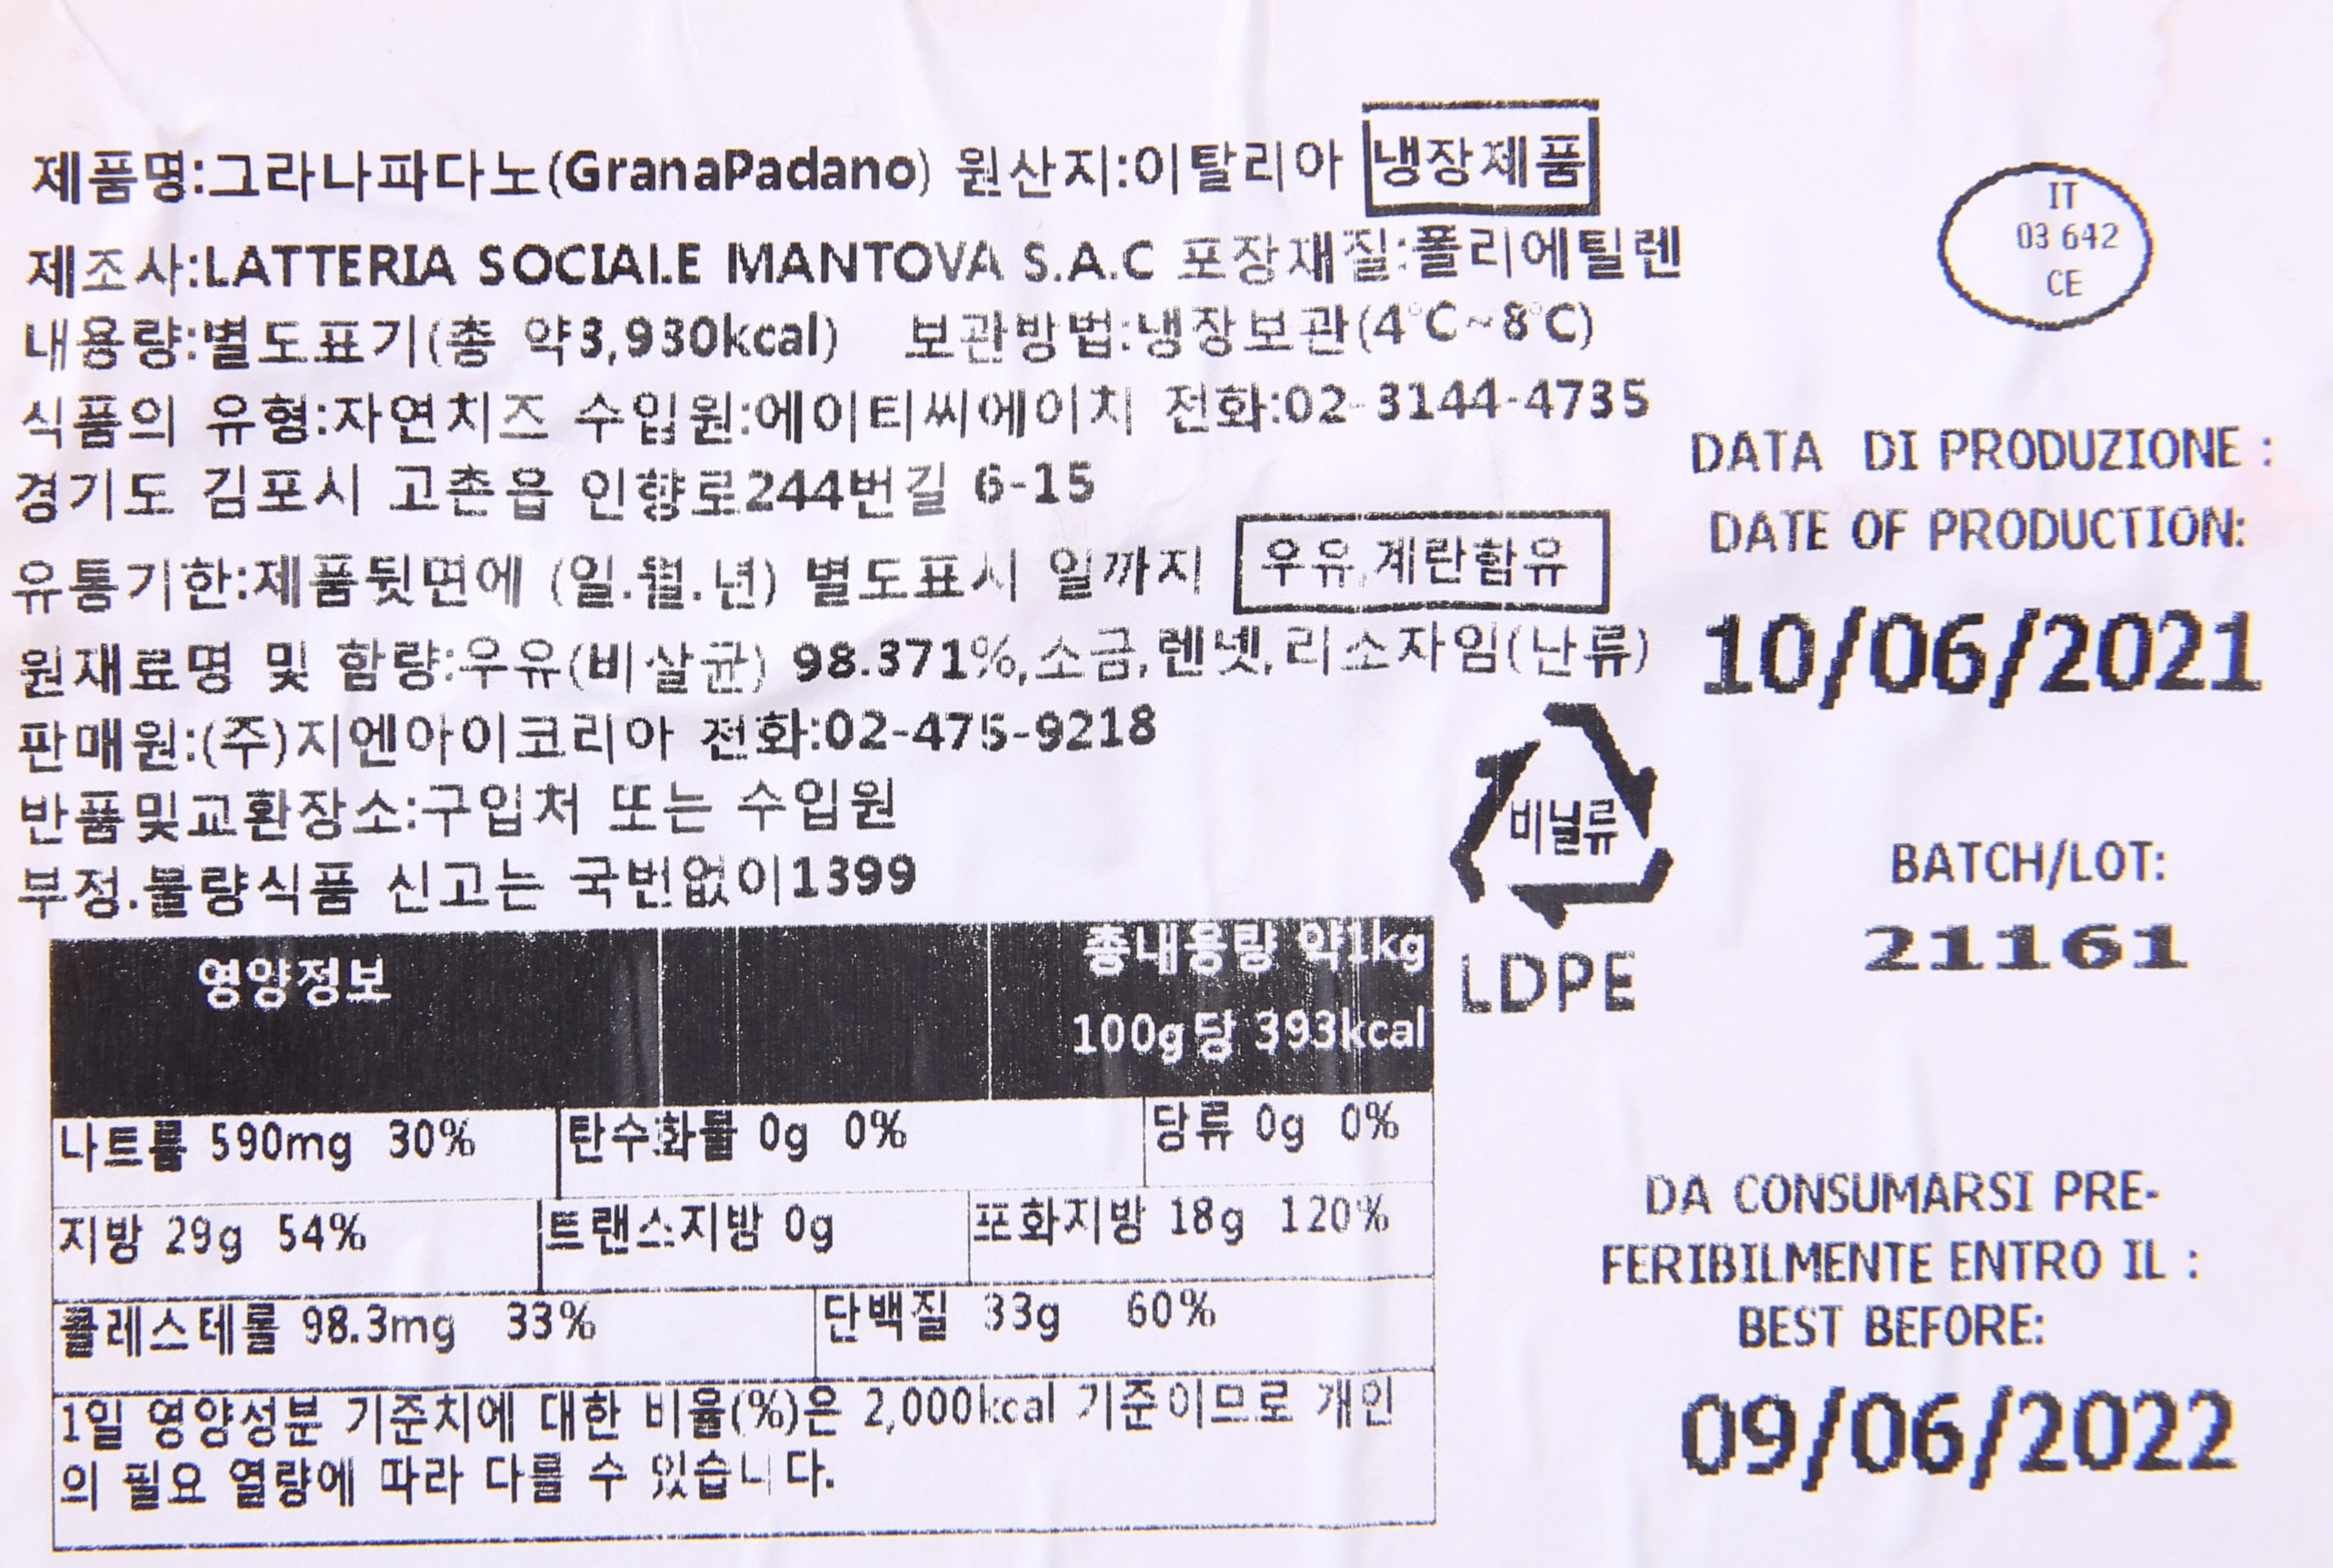 제품명:그라나파다노(GranaPadano) 원산지:이탈리아 냉장제품
제조사:LATTERIA SOCIALE MANTOVA S.A.C 포장재질:폴리에틸렌
내용량:별도표기(총 약3,930kcal) 보관방법:냉장보관(4°C~8°C)
식품의 유형:자연치즈 수입원:에이티씨에이치 전화:02-3144-4735
경기도 김포시 고촌읍 인향로244번길 6-15
유통기한:제품뒷면에 (일.월.년) 별도표시 일까지 우유,계란함유
원재료명 및 함량:우유(비살균) 98.371%,소금,렌넷,리소자임(난류)
판매원:(주)지엔아이코리아 전화:02-475-9218
반품및교환장소:구입처 또는 수입원
부정.불량식품 신고는 국번없이1399
비닐류
LDPE
영양정보
총내용량 약1kg
100g당 393kcal
나트륨 590mg 30% 탄수화물 0g 0% 당류 0g 0%
지방 29g 54% 트랜스지방 0g 포화지방 18g 120%
콜레스테롤 98.3mg 33% 단백질 33g 60%
1일 영양성분 기준치에 대한 비율(%)은 2,000kcal 기준이므로 개인
의 필요 열량에 따라 다를 수 있습니다.
IT
03 642
CE
DATA DI PRODUZIONE :
DATE OF PRODUCTION:
10/06/2021
BATCH/LOT:
21161
DA CONSUMARSI PRE-
FERIBILMENTE ENTRO IL :
BEST BEFORE:
09/06/2022